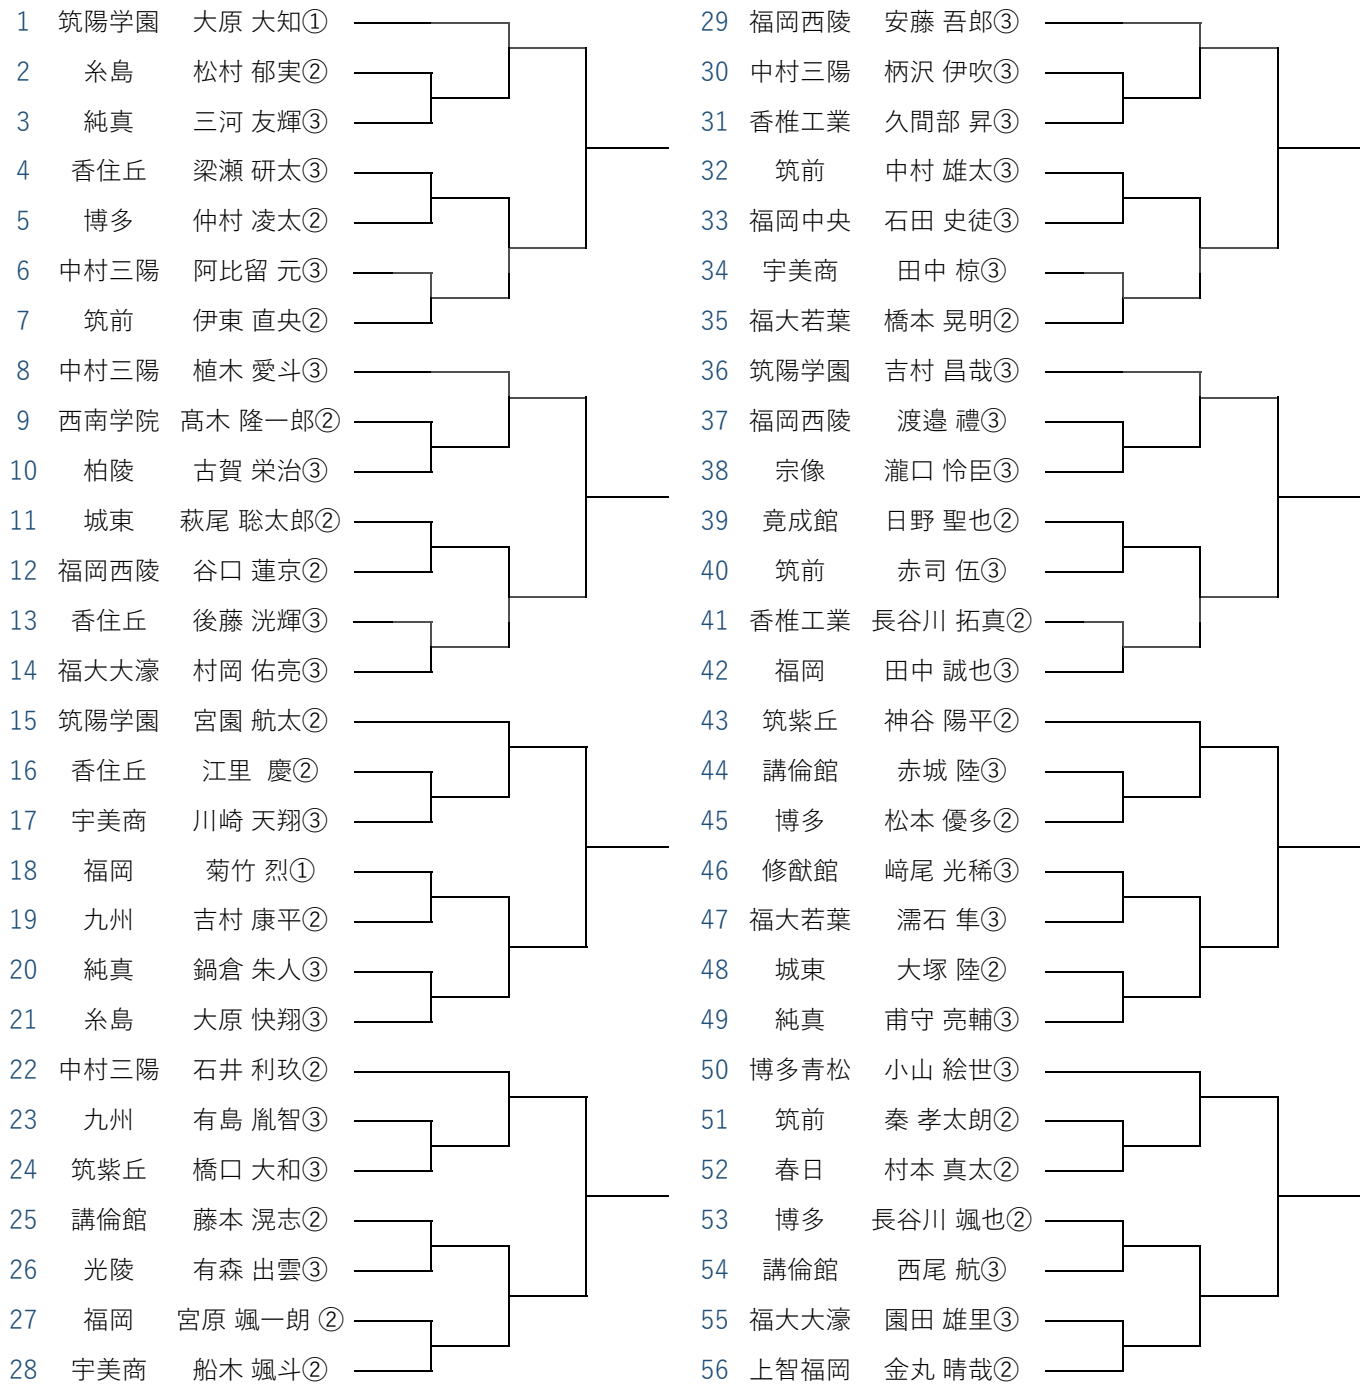 1 筑陽学園 大原 大知①
2 糸島 松村 郁実②
3 純真 三河 友輝③
4 香住丘 梁瀬 研太③
5 博多 仲村 凌太②
6 中村三陽 阿比留 元③
7 筑前 伊東 直央②
8 中村三陽 植木 愛斗③
9 西南学院 髙木 隆一郎②
10 柏陵 古賀 栄治③
11 城東 萩尾 聡太郎②
12 福岡西陵 谷口 蓮京②
13 香住丘 後藤 洸輝③
14 福大大濠 村岡 佑亮③
15 筑陽学園 宮園 航太②
16 香住丘 江里 慶②
17 宇美商 川崎 天翔③
18 福岡 菊竹 烈①
19 九州 吉村 康平②
20 純真 鍋倉 朱人③
21 糸島 大原 快翔③
22 中村三陽 石井 利玖②
23 九州 有島 胤智③
24 筑紫丘 橋口 大和③
25 講倫館 藤本 滉志②
26 光陵 有森 出雲③
27 福岡 宮原 颯一朗 ②
28 宇美商 船木 颯斗②
29 福岡西陵 安藤 吾郎③
30 中村三陽 柄沢 伊吹③
31 香椎工業 久間部 昇③
32 筑前 中村 雄太③
33 福岡中央 石田 史徒③
34 宇美商 田中 椋③
35 福大若葉 橋本 晃明②
36 筑陽学園 吉村 昌哉③
37 福岡西陵 渡邉 禮③
38 宗像 瀧口 怜臣③
39 竟成館 日野 聖也②
40 筑前 赤司 伍③
41 香椎工業 長谷川 拓真②
42 福岡 田中 誠也③
43 筑紫丘 神谷 陽平②
44 講倫館 赤城 陸③
45 博多 松本 優多②
46 修猷館 﨑尾 光稀③
47 福大若葉 濡石 隼③
48 城東 大塚 陸②
49 純真 甫守 亮輔③
50 博多青松 小山 絵世③
51 筑前 秦 孝太朗②
52 春日 村本 真太②
53 博多 長谷川 颯也②
54 講倫館 西尾 航③
55 福大大濠 園田 雄里③
56 上智福岡 金丸 晴哉②